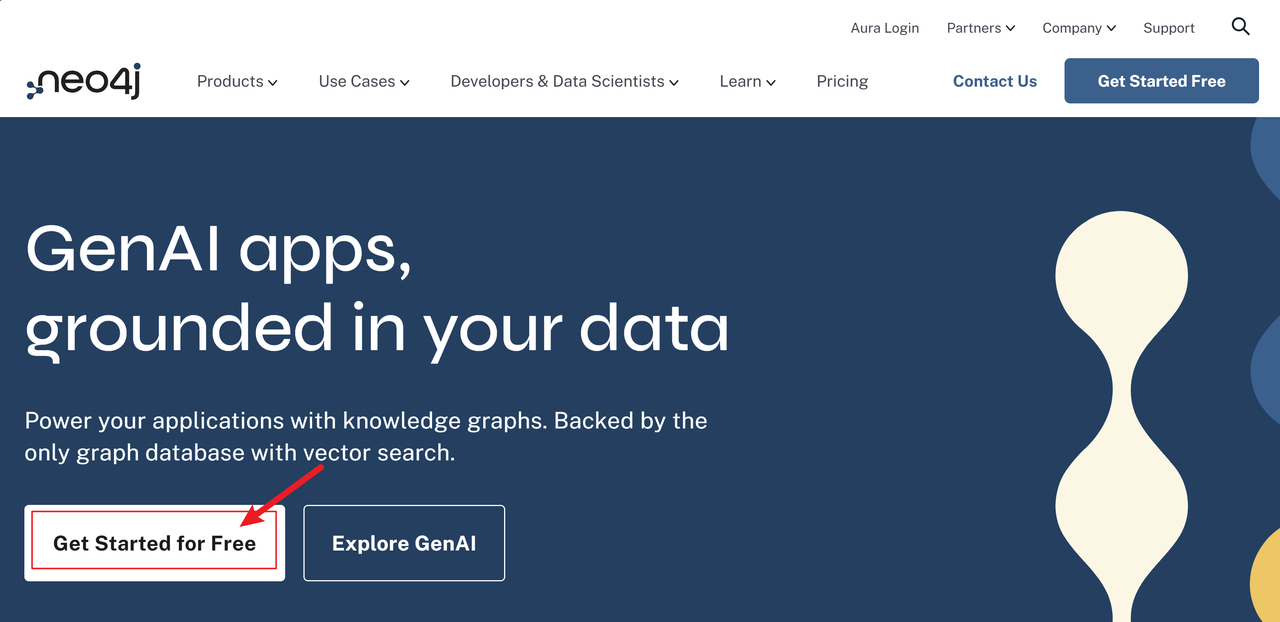 Aura Login Partners Company Support
neo4j Products Use Cases Developers & Data Scientists Learn Pricing Contact Us Get Started Free
GenAI apps,
grounded in your data
Power your applications with knowledge graphs. Backed by the
only graph database with vector search.
Get Started for Free Explore GenAI